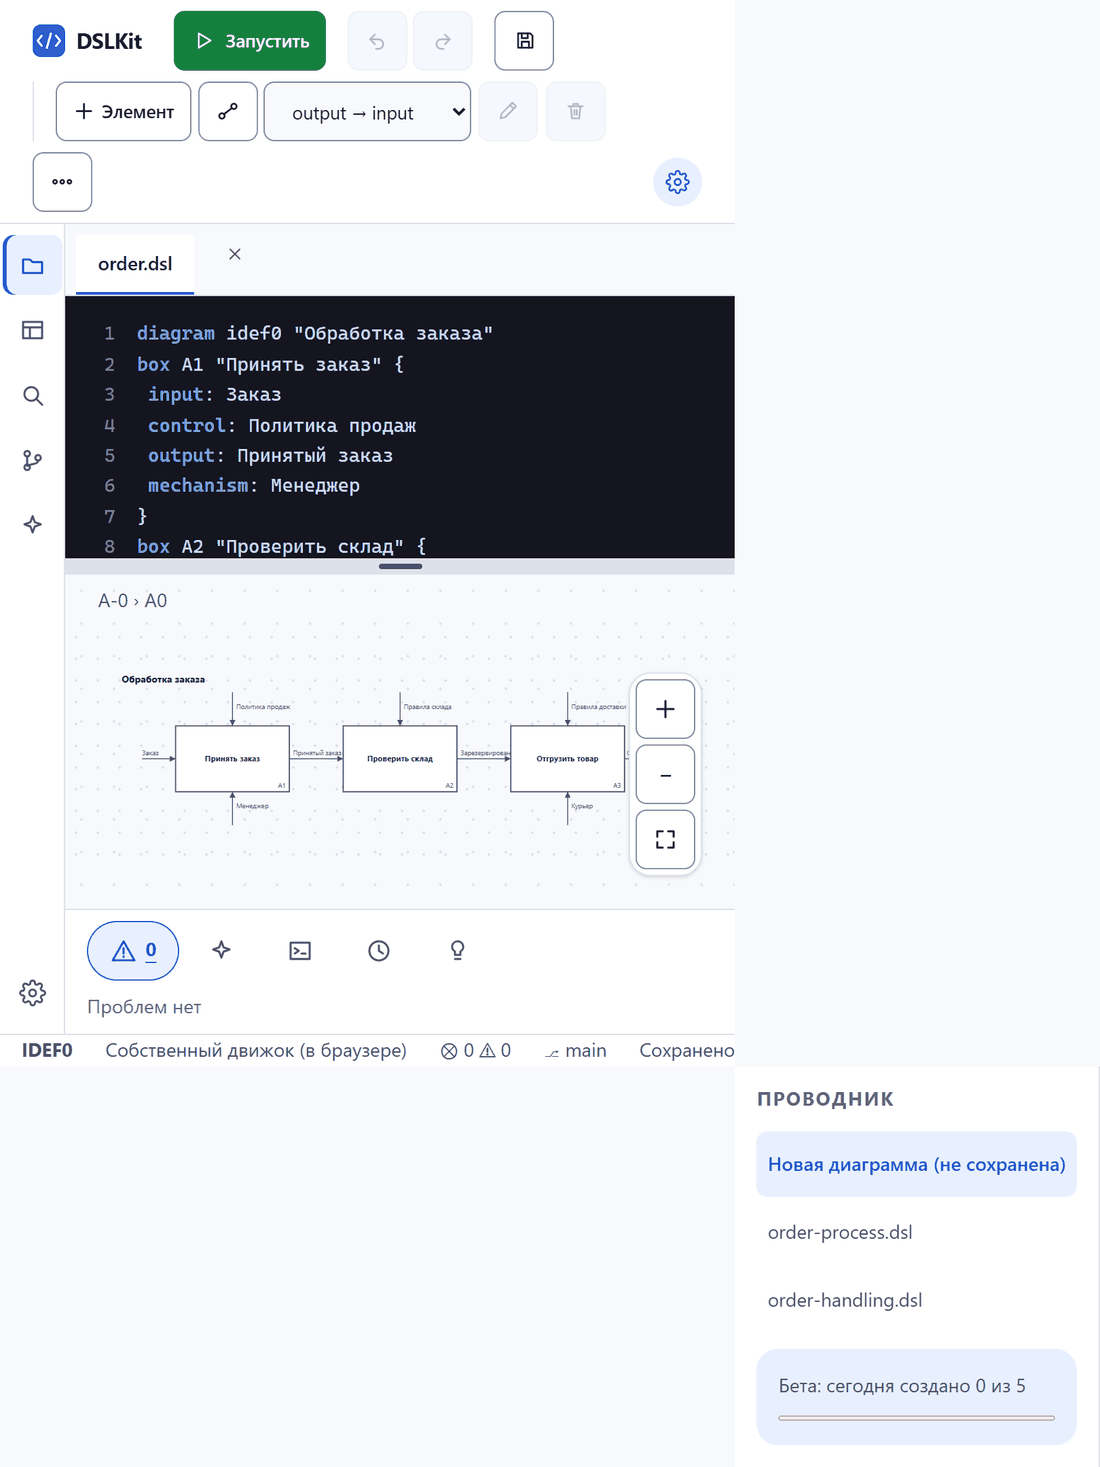 DSLKit
Запустить
Элемент
output → input
order.dsl
1 diagram idef0 "Обработка заказа"
2 box A1 "Принять заказ" {
3 input: Заказ
4 control: Политика продаж
5 output: Принятый заказ
6 mechanism: Менеджер
7 }
8 box A2 "Проверить склад" {
A-0 › A0
Обработка заказа
Политика продаж
Правила склада
Правила доставки
Заказ
Принять заказ
A1
Принятый заказ
Проверить склад
A2
Зарезервирован
Отгрузить товар
A3
Менеджер
Курьер
0
Проблем нет
IDEF0 Собственный движок (в браузере) 0 0 main Сохранено
ПРОВОДНИК
Новая диаграмма (не сохранена)
order-process.dsl
order-handling.dsl
Бета: сегодня создано 0 из 5